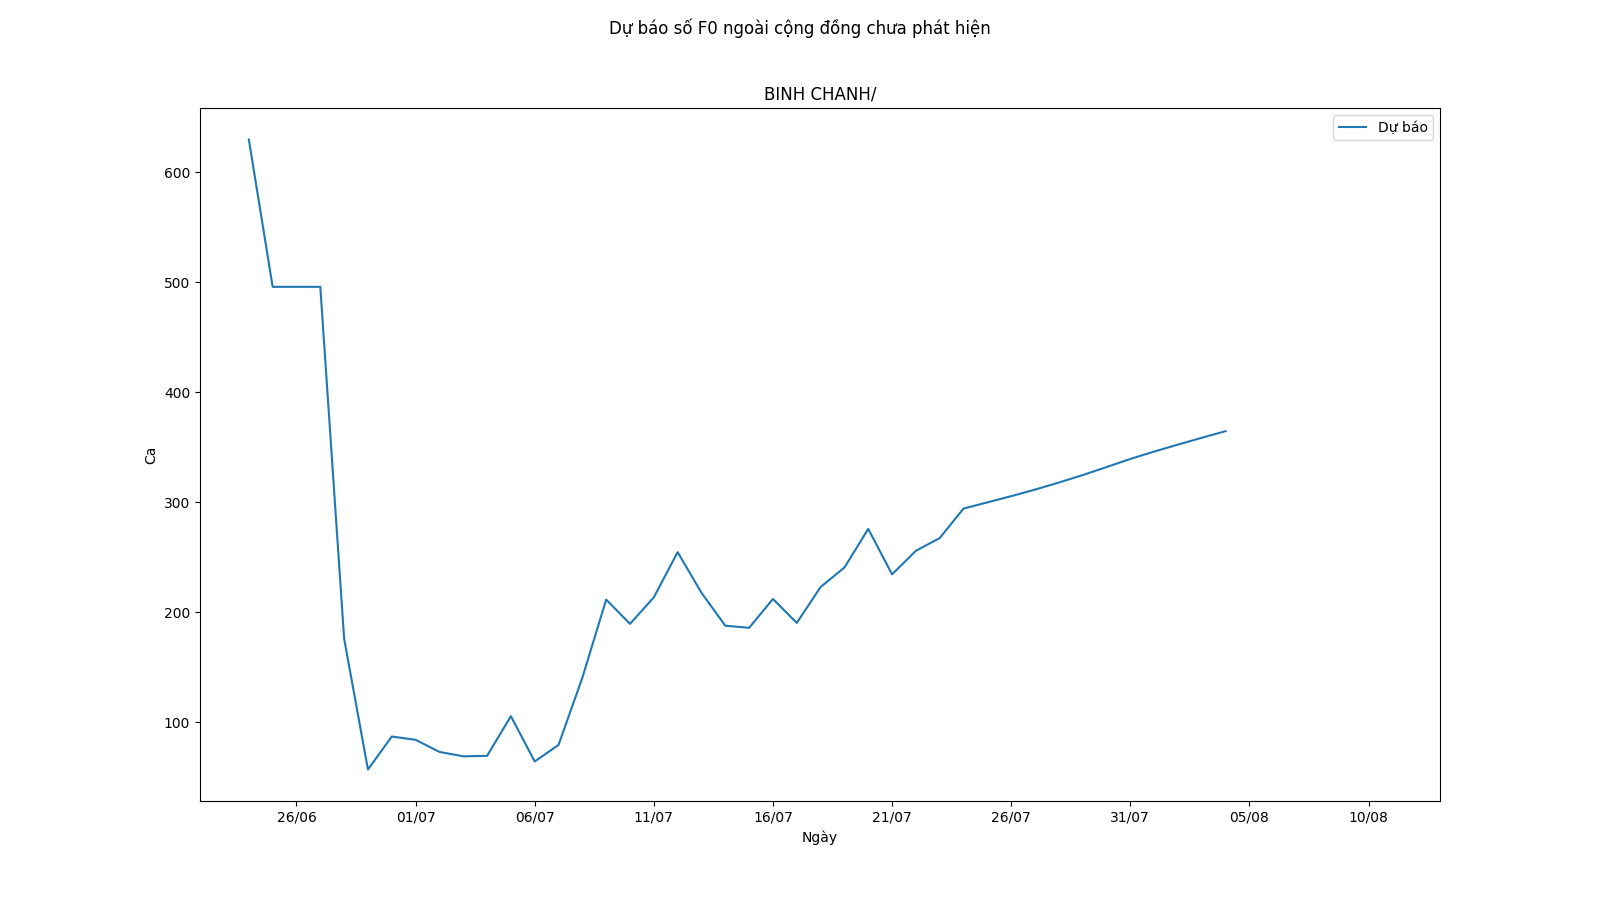 Dự báo số F0 ngoài cộng đồng chưa phát hiện
BINH CHANH/
Dự báo
600
500
400
300
200
100
Ca
26/06 01/07 06/07 11/07 16/07 21/07 26/07 31/07 05/08 10/08
Ngày